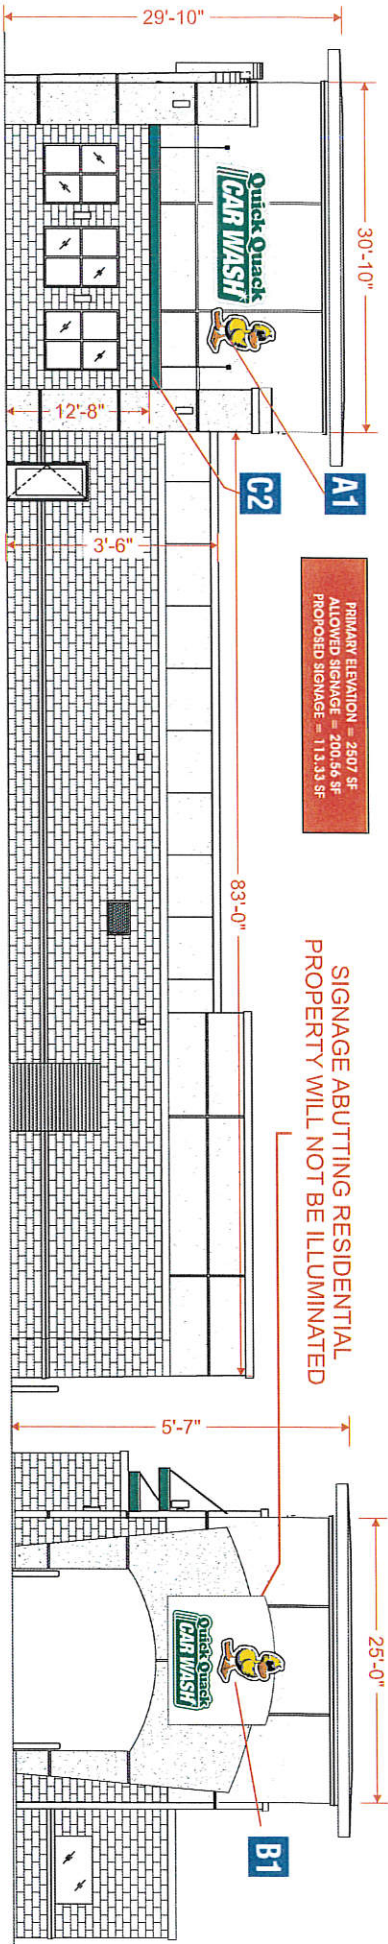 29'-10"
30'-10"
Quick Quack
CAR WASH
A1
C2
12'-8"
3'-6"
PRIMARY ELEVATION = 2507 SF
ALLOWED SIGNAGE = 200.56 SF
PROPOSED SIGNAGE = 113.33 SF
83'-0"
SIGNAGE ABUTTING RESIDENTIAL
PROPERTY WILL NOT BE ILLUMINATED
5'-7"
25'-0"
Quick Quack
CAR WASH
B1